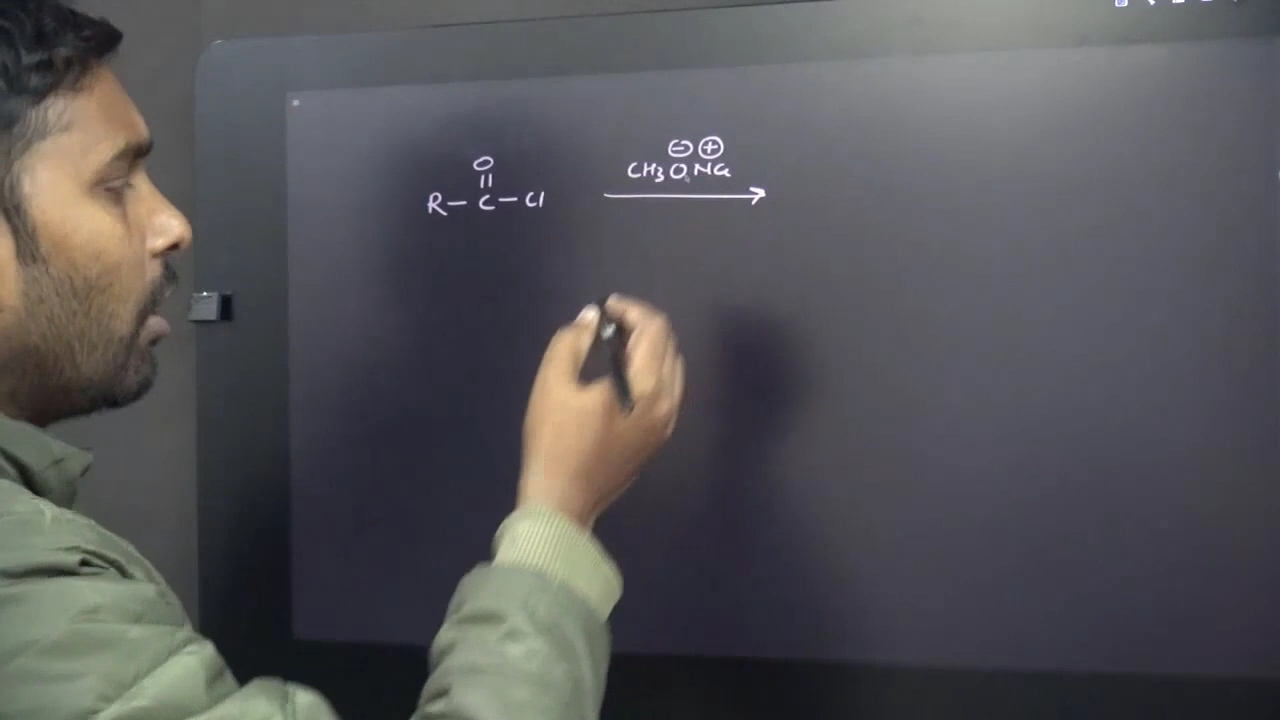 O
||
R – C – Cl
⊖ ⊕
CH3ONa